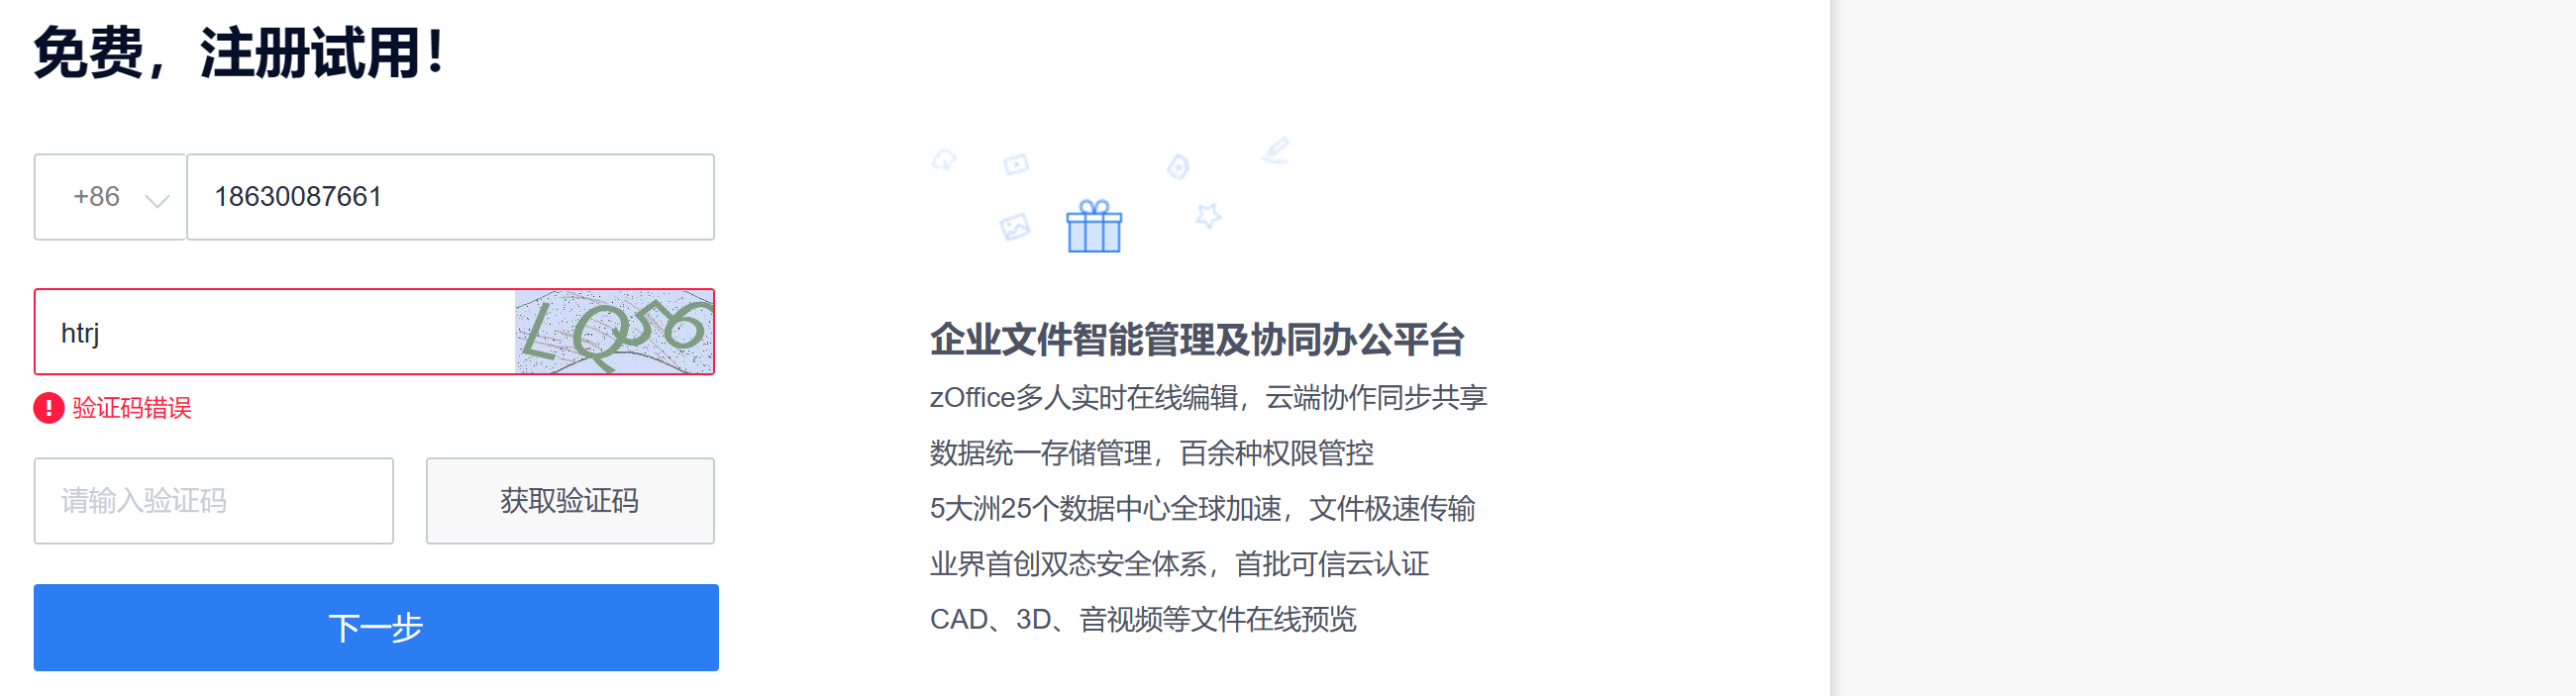 免费，注册试用！
+86 18630087661
htrj
验证码错误
请输入验证码 获取验证码
下一步
企业文件智能管理及协同办公平台
zOffice多人实时在线编辑，云端协作同步共享
数据统一存储管理，百余种权限管控
5大洲25个数据中心全球加速，文件极速传输
业界首创双态安全体系，首批可信云认证
CAD、3D、音视频等文件在线预览